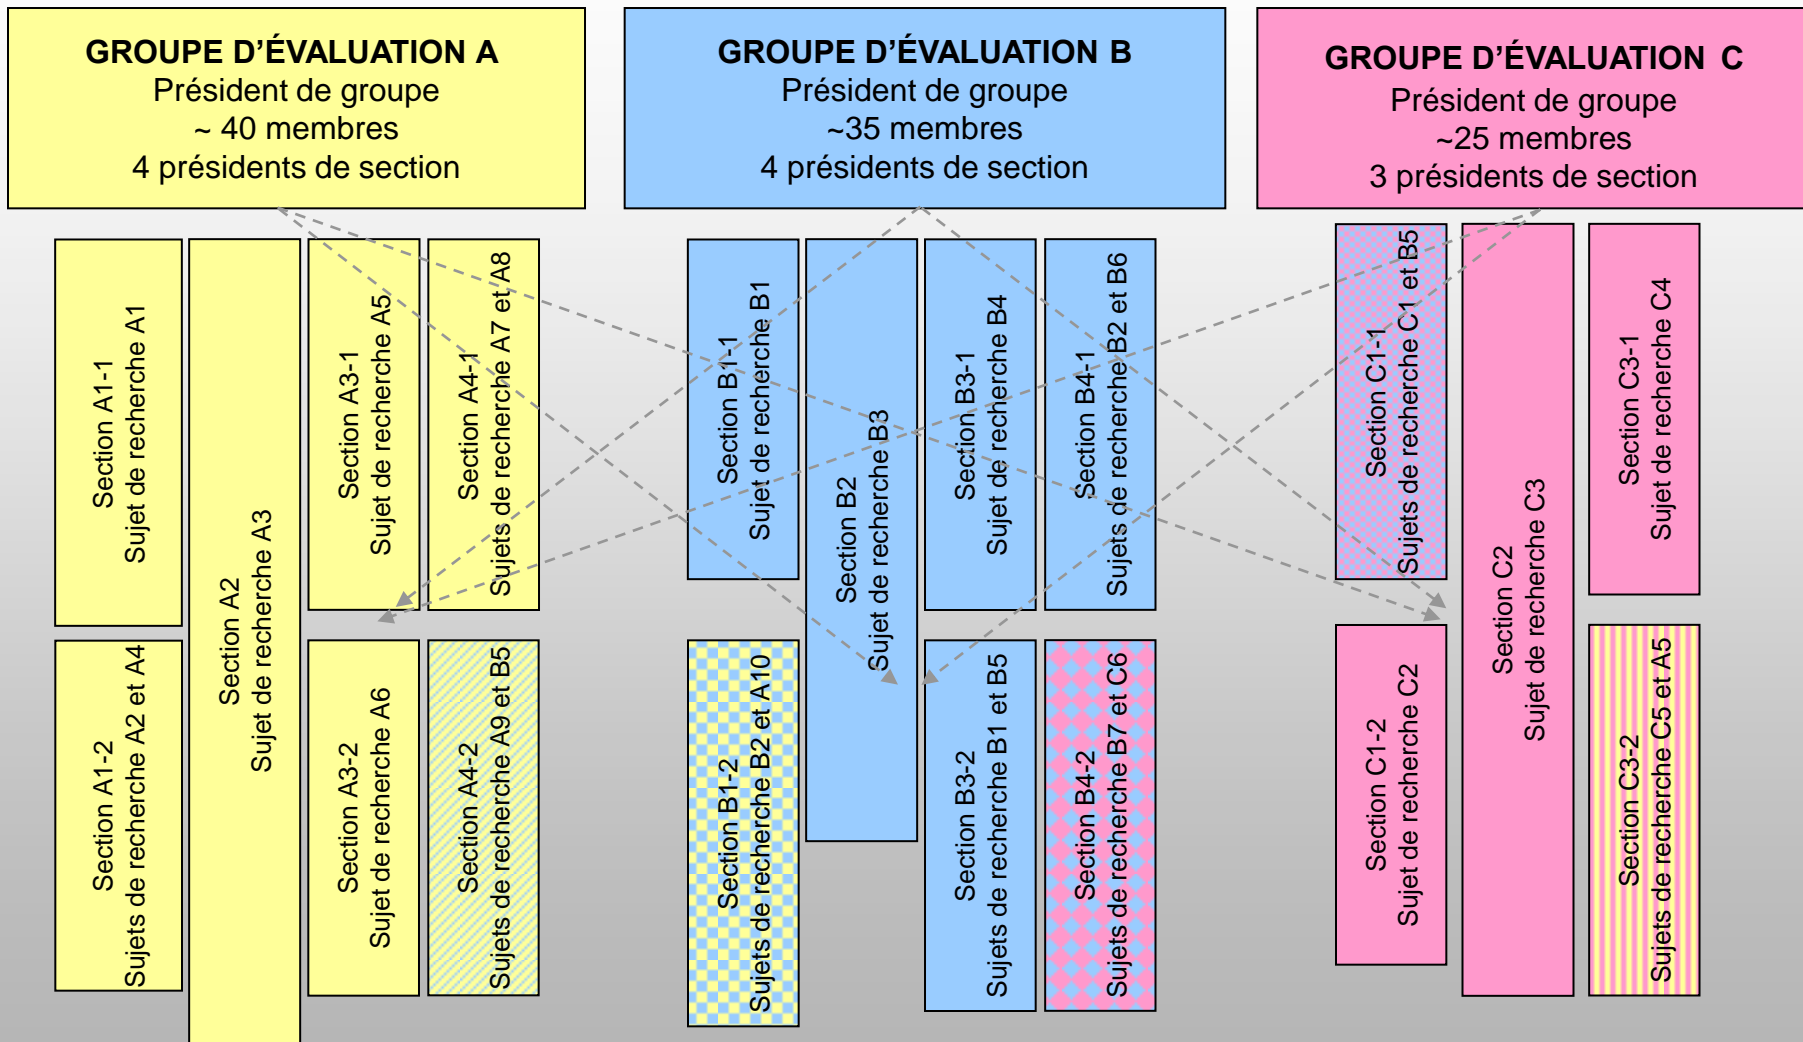 GROUPE D’ÉVALUATION A
Président de groupe
~ 40 membres
4 présidents de section
GROUPE D’ÉVALUATION B
Président de groupe
~35 membres
4 présidents de section
GROUPE D’ÉVALUATION C
Président de groupe
~25 membres
3 présidents de section
Section A1-1
Sujet de recherche A1
Section A2
Sujet de recherche A3
Section A3-1
Sujet de recherche A5
Section A4-1
Sujets de recherche A7 et A8
Section A1-2
Sujets de recherche A2 et A4
Section A3-2
Sujet de recherche A6
Section A4-2
Sujets de recherche A9 et B5
Section B1-1
Sujet de recherche B1
Section B2
Sujet de recherche B3
Section B3-1
Sujet de recherche B4
Section B4-1
Sujets de recherche B2 et B6
Section B1-2
Sujets de recherche B2 et A10
Section B3-2
Sujets de recherche B1 et B5
Section B4-2
Sujets de recherche B7 et C6
Section C1-1
Sujets de recherche C1 et B5
Section C2
Sujet de recherche C3
Section C3-1
Sujet de recherche C4
Section C1-2
Sujet de recherche C2
Section C3-2
Sujets de recherche C5 et A5